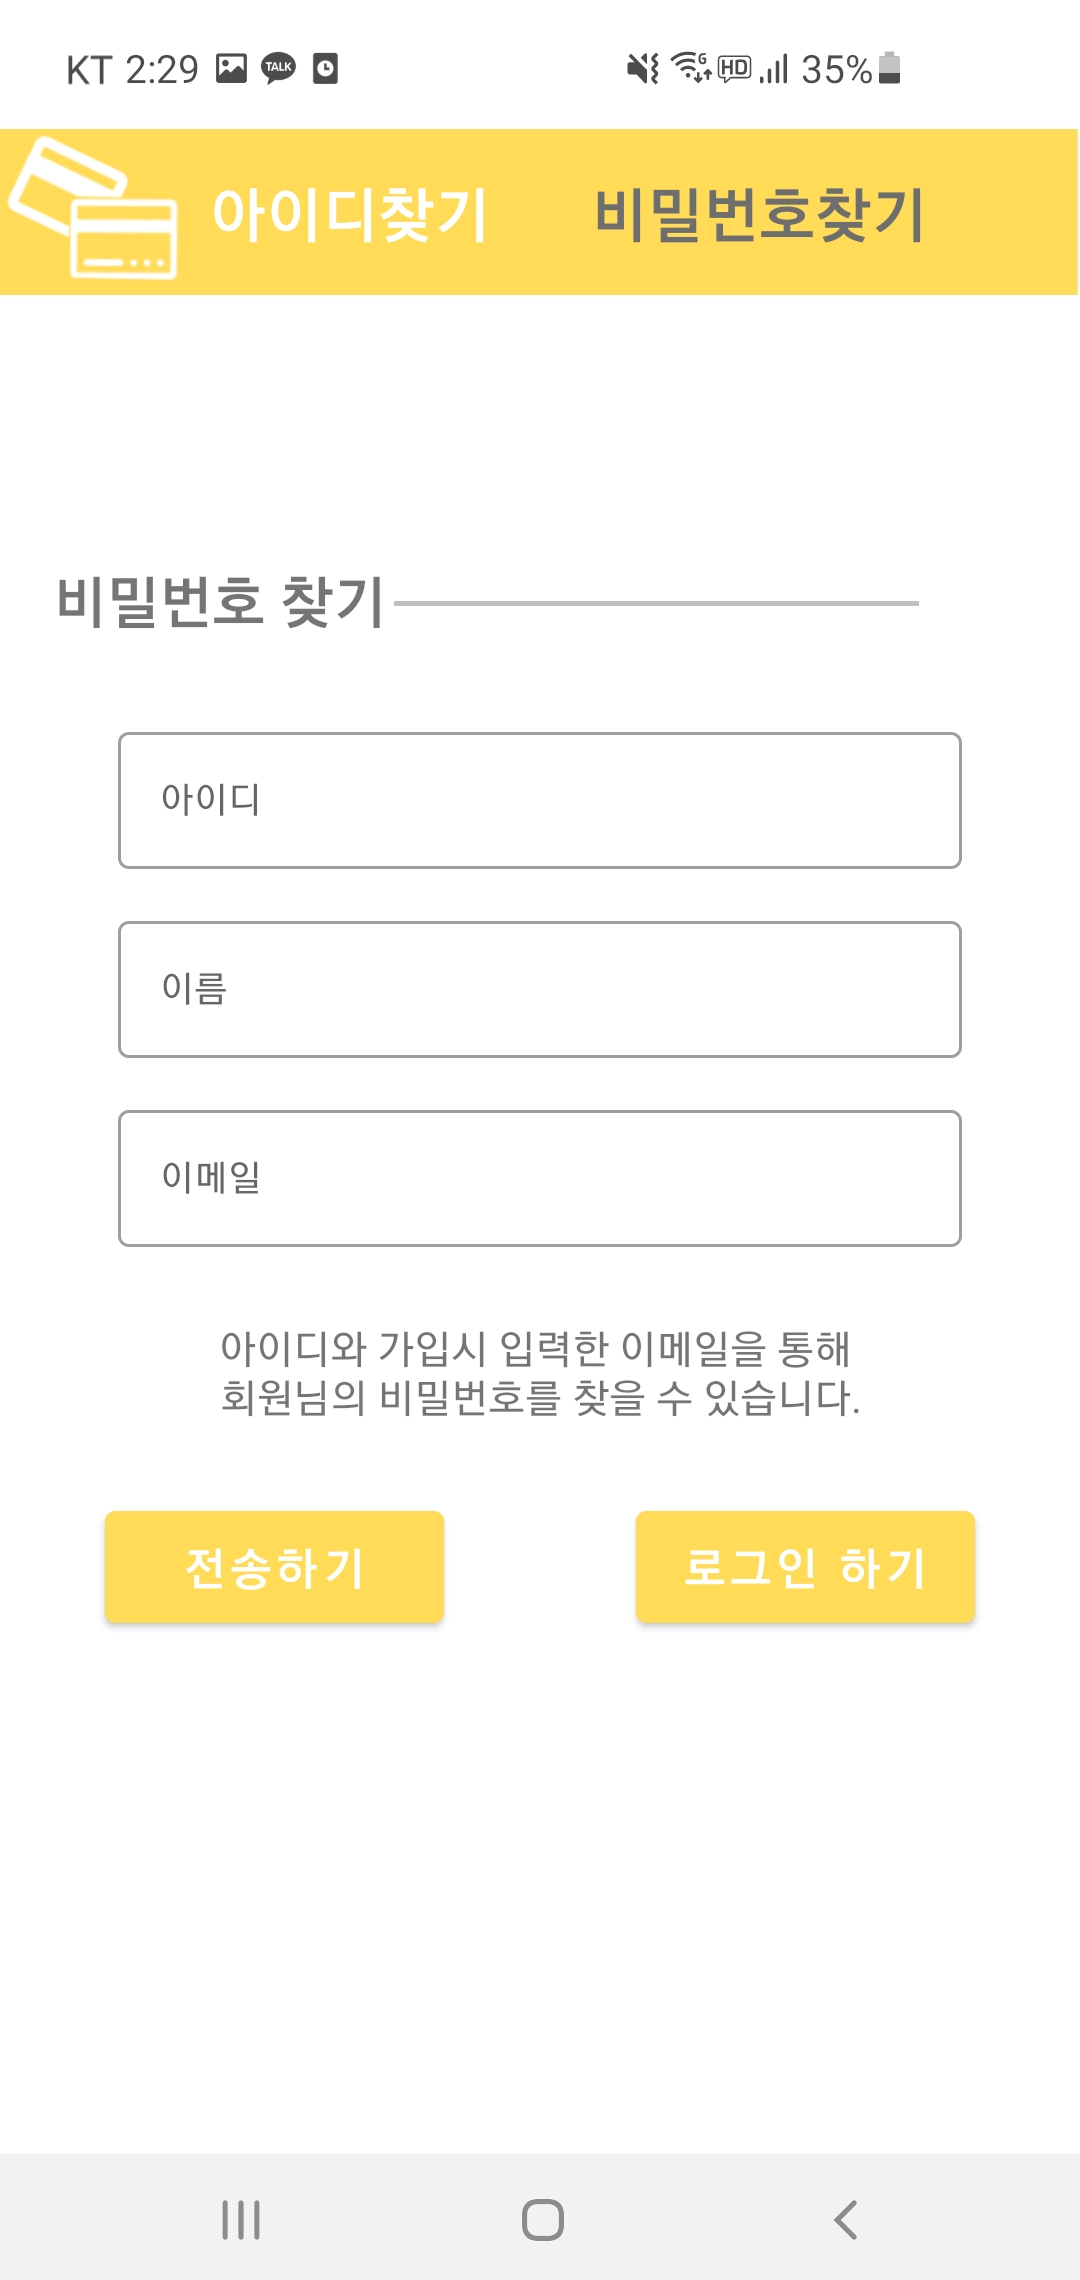 KT 2:29 TALK HD 35%
아이디찾기 비밀번호찾기
비밀번호 찾기
아이디
이름
이메일
아이디와 가입시 입력한 이메일을 통해
회원님의 비밀번호를 찾을 수 있습니다.
전송하기 로그인 하기